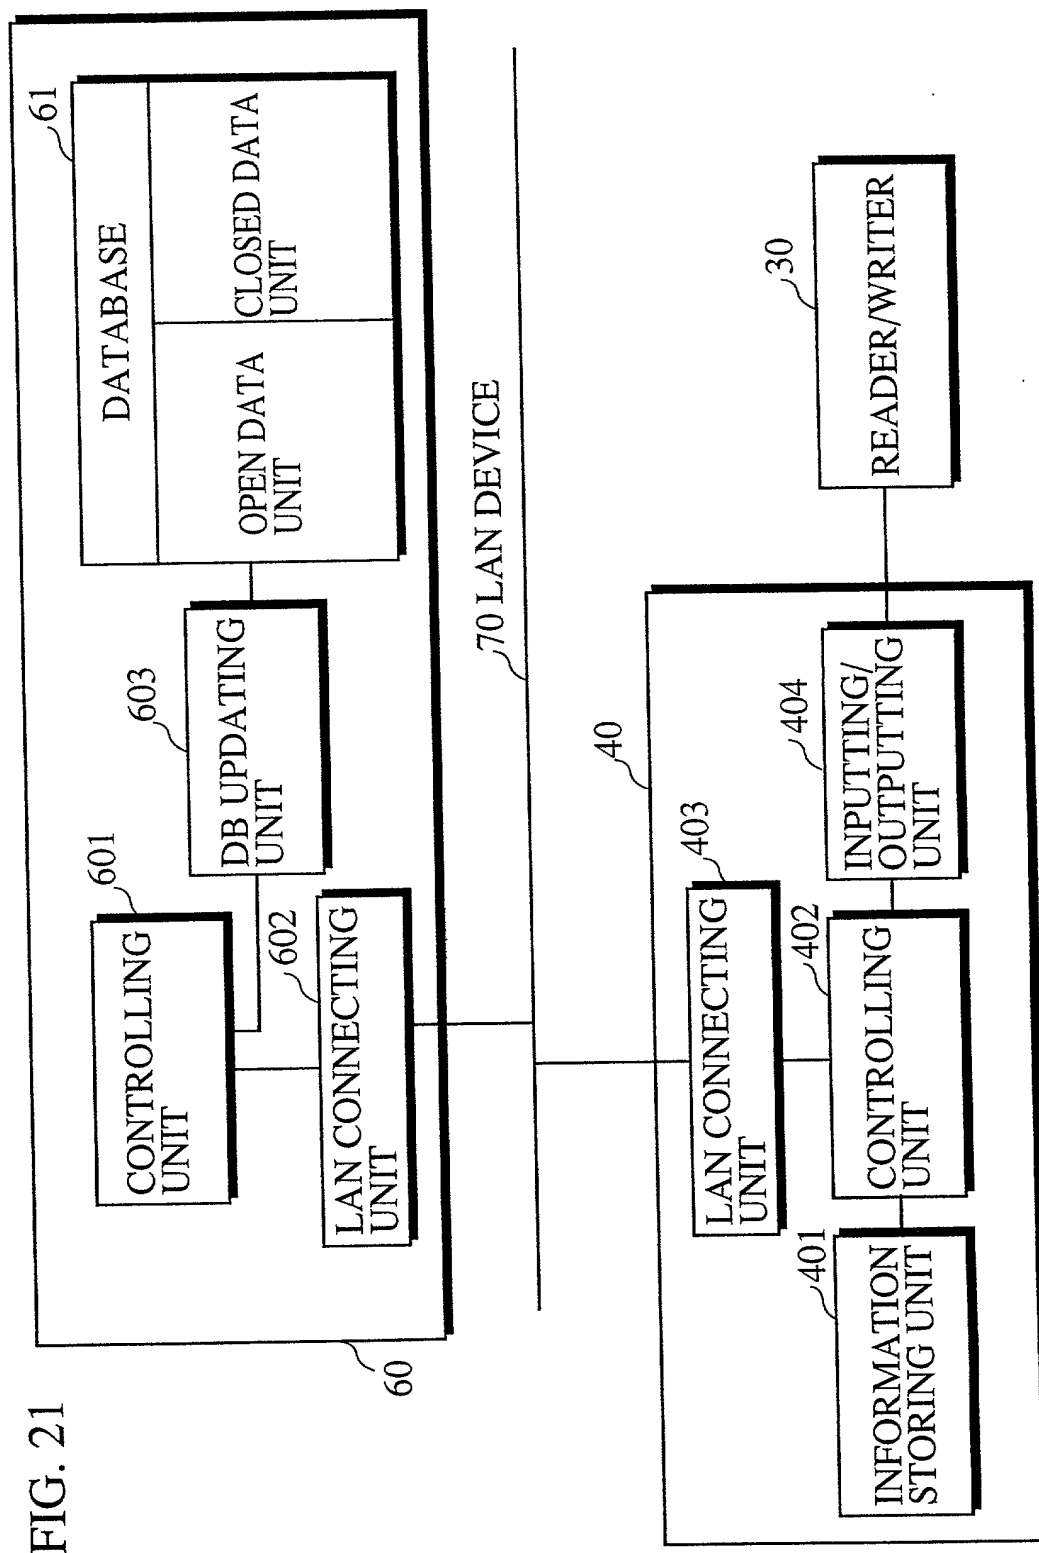 FIG. 21
60
601
CONTROLLING
UNIT
602
LAN CONNECTING
UNIT
603
DB UPDATING
UNIT
61
DATABASE
OPEN DATA
UNIT
CLOSED DATA
UNIT
70 LAN DEVICE
40
403
LAN CONNECTING
UNIT
401
INFORMATION
STORING UNIT
402
CONTROLLING
UNIT
404
INPUTTING/
OUTPUTTING
UNIT
30
READER/WRITER